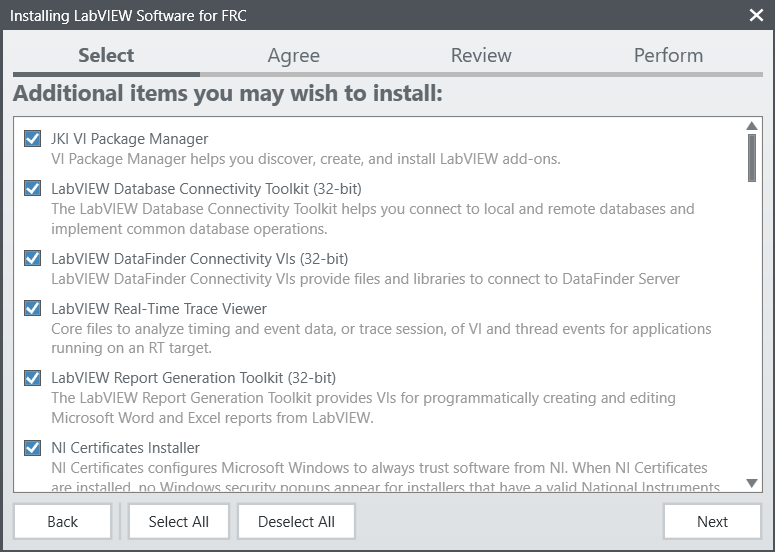 Installing LabVIEW Software for FRC
Select
Agree
Review
Perform
Additional items you may wish to install:
JKI VI Package Manager
VI Package Manager helps you discover, create, and install LabVIEW add-ons.
LabVIEW Database Connectivity Toolkit (32-bit)
The LabVIEW Database Connectivity Toolkit helps you connect to local and remote databases and
implement common database operations.
LabVIEW DataFinder Connectivity VIs (32-bit)
LabVIEW DataFinder Connectivity VIs provide files and libraries to connect to DataFinder Server
LabVIEW Real-Time Trace Viewer
Core files to analyze timing and event data, or trace session, of VI and thread events for applications
running on an RT target.
LabVIEW Report Generation Toolkit (32-bit)
The LabVIEW Report Generation Toolkit provides VIs for programmatically creating and editing
Microsoft Word and Excel reports from LabVIEW.
NI Certificates Installer
NI Certificates configures Microsoft Windows to always trust software from NI. When NI Certificates
are installed, no Windows security popups appear for installers that have a valid National Instruments
Back
Select All
Deselect All
Next